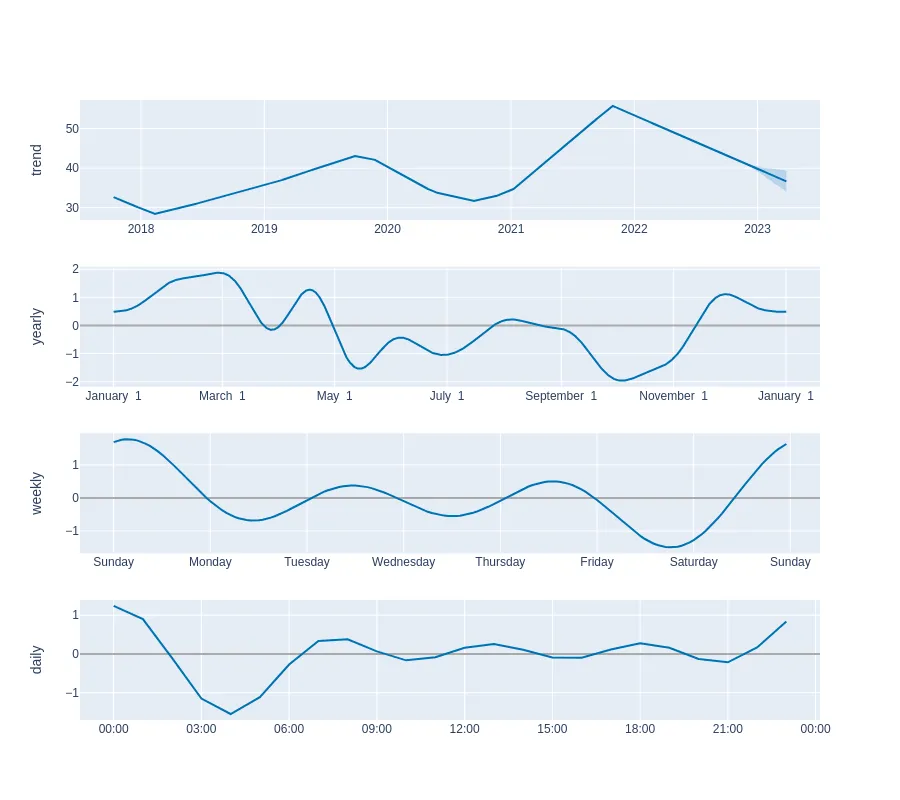 trend
50
40
30
2018 2019 2020 2021 2022 2023
yearly
2
1
0
−1
−2
January 1 March 1 May 1 July 1 September 1 November 1 January 1
weekly
1
0
−1
Sunday Monday Tuesday Wednesday Thursday Friday Saturday Sunday
daily
1
0
−1
00:00 03:00 06:00 09:00 12:00 15:00 18:00 21:00 00:00